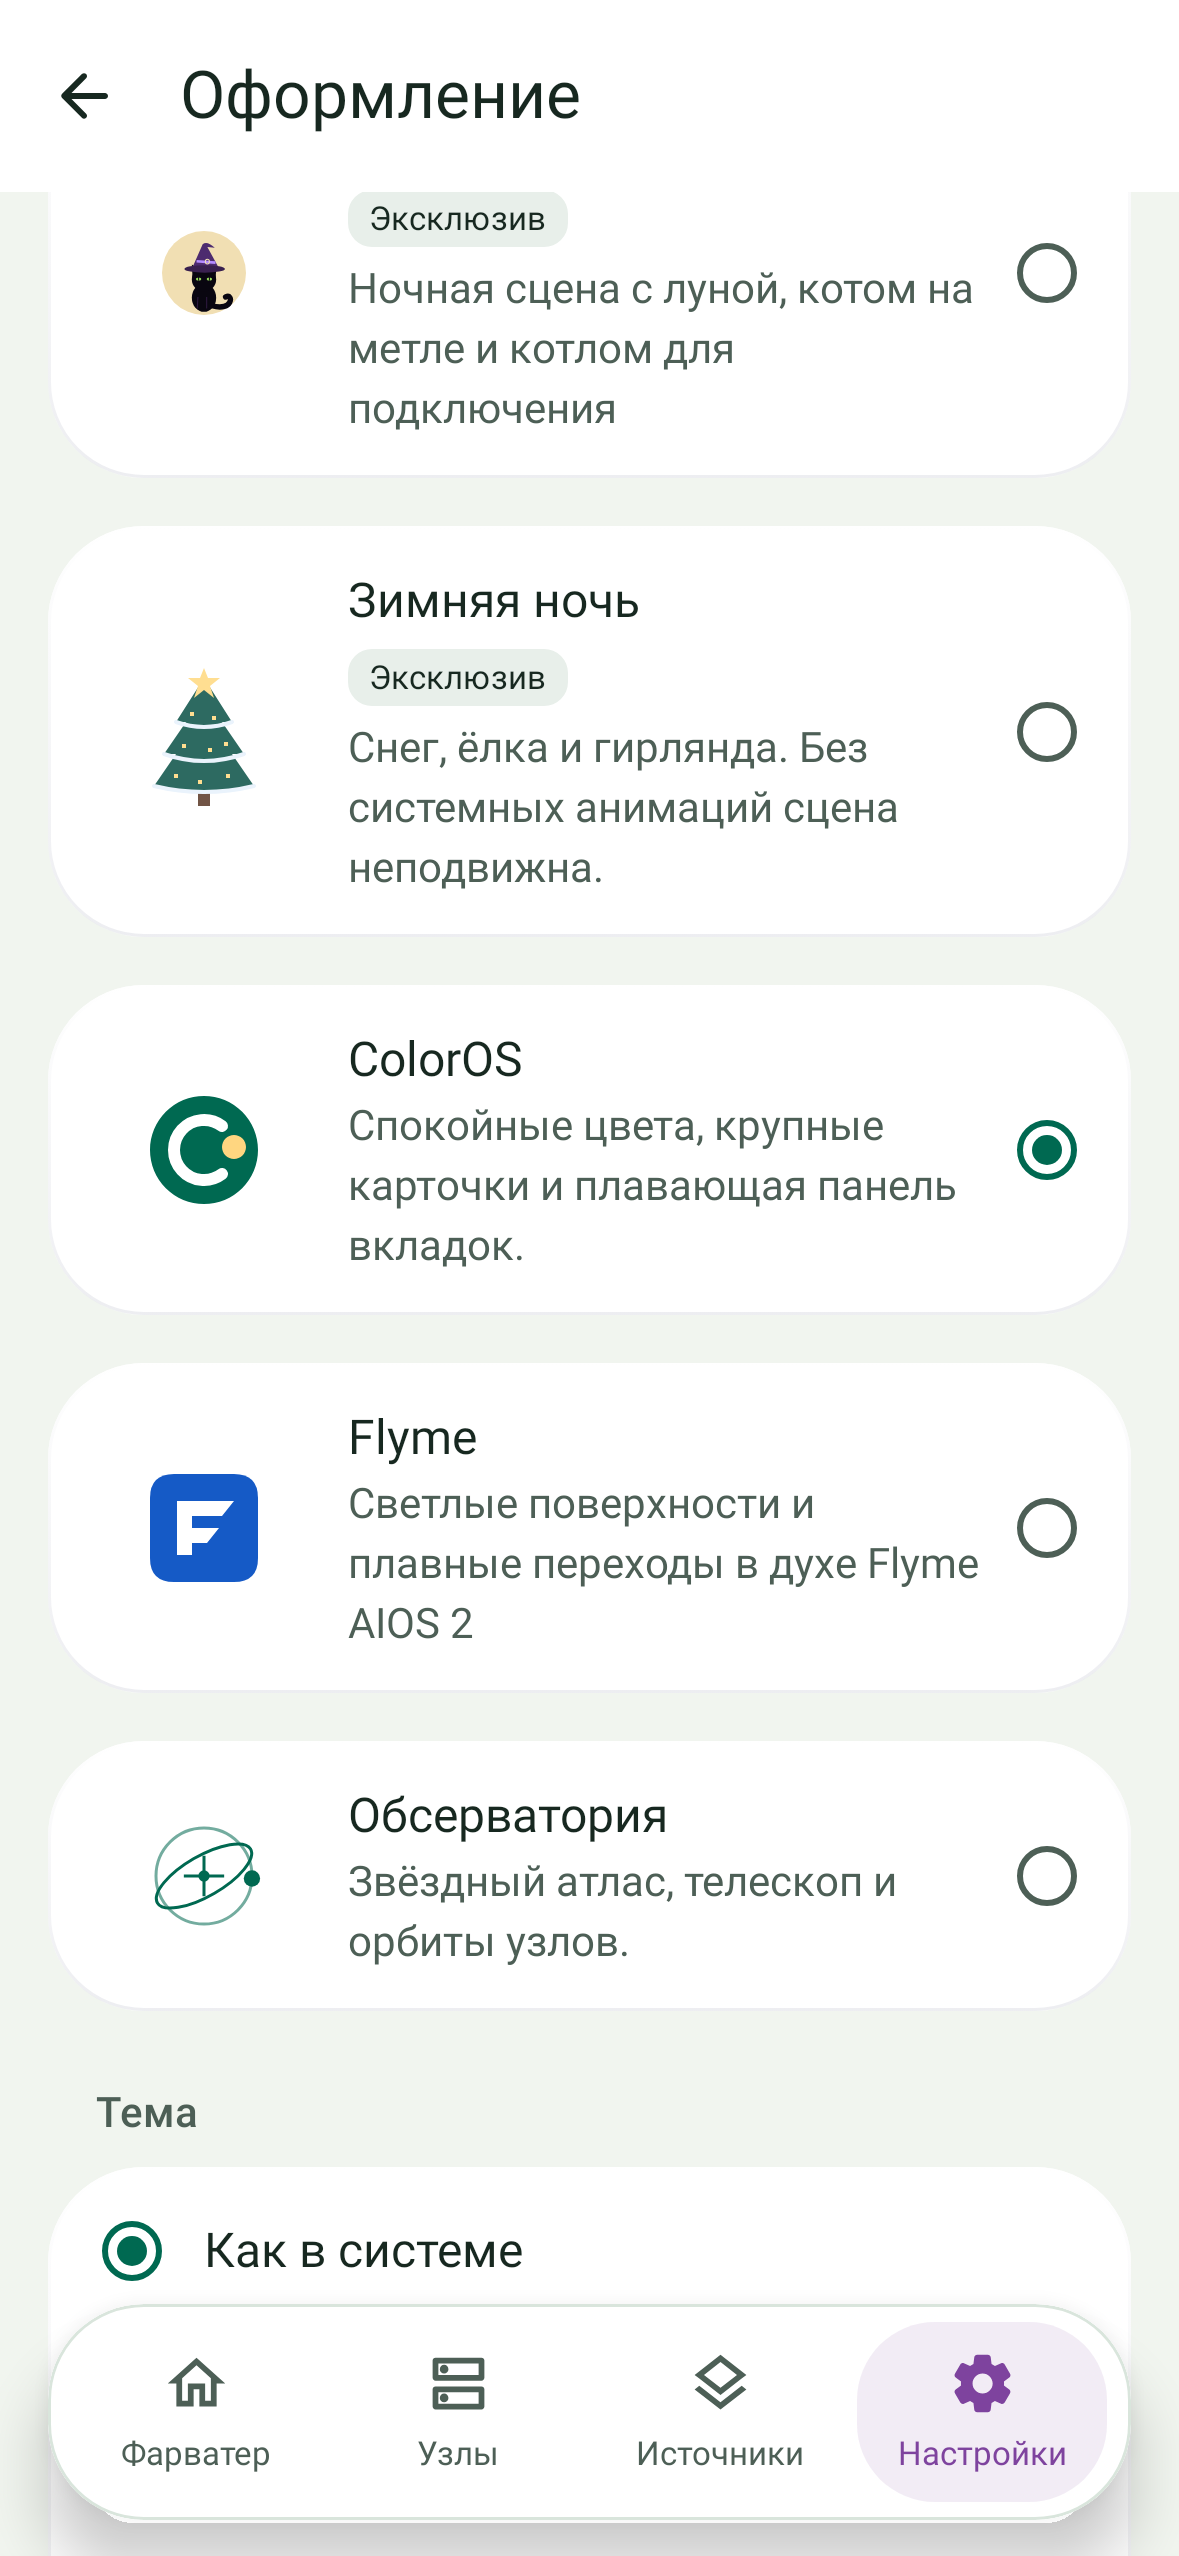 Оформление
Эксклюзив
Ночная сцена с луной, котом на
метле и котлом для
подключения
Зимняя ночь
Эксклюзив
Снег, ёлка и гирлянда. Без
системных анимаций сцена
неподвижна.
ColorOS
Спокойные цвета, крупные
карточки и плавающая панель
вкладок.
Flyme
Светлые поверхности и
плавные переходы в духе Flyme
AIOS 2
Обсерватория
Звёздный атлас, телескоп и
орбиты узлов.
Тема
Как в системе
Фарватер
Узлы
Источники
Настройки